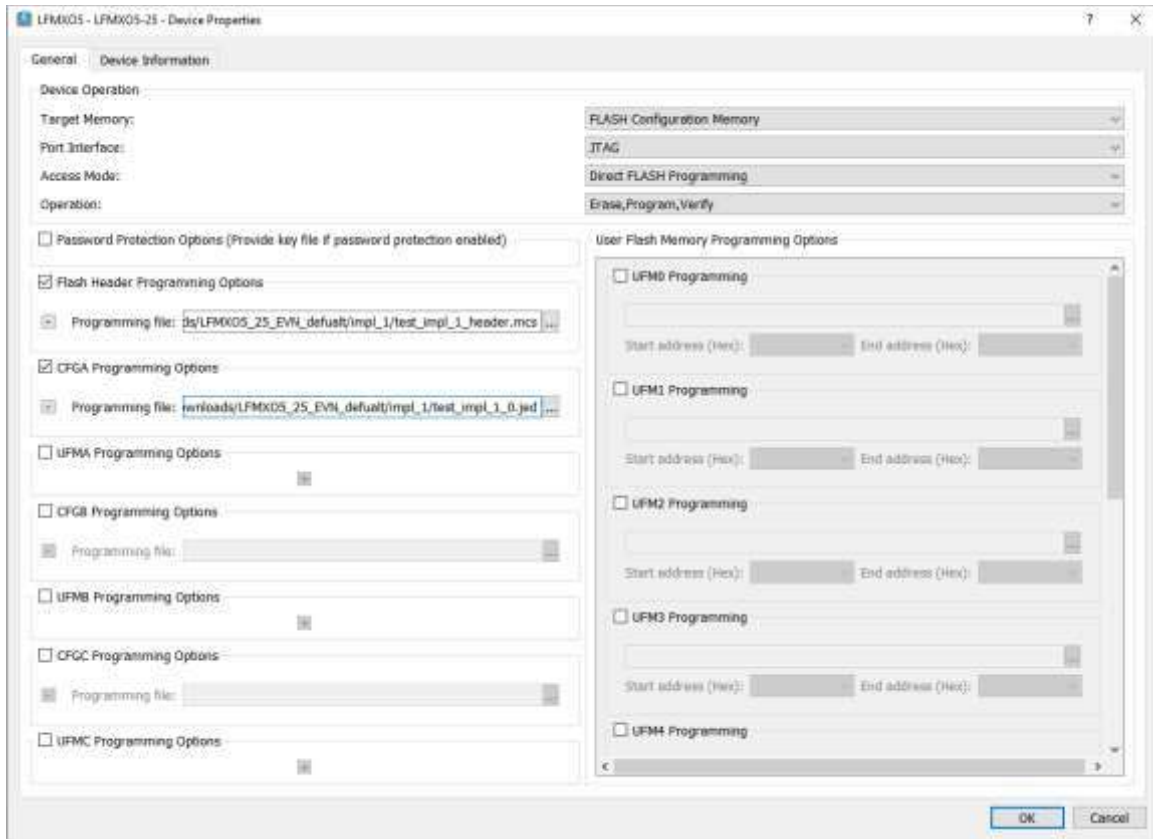 LFMXO5 - LFMXO5-25 - Device Properties
? ×
General Device Information
Device Operation
Target Memory: FLASH Configuration Memory
Port Interface: JTAG
Access Mode: Direct FLASH Programming
Operation: Erase,Program,Verify
Password Protection Options (Provide key file if password protection enabled)
Flash Header Programming Options
Programming file: ds/LFMXO5_25_EVN_defualt/impl_1/test_impl_1_header.mcs ...
CFGA Programming Options
Programming file: wnloads/LFMXO5_25_EVN_defualt/impl_1/test_impl_1_0.jed ...
UFMA Programming Options
CFGB Programming Options
Programming file: ...
UFMB Programming Options
CFGC Programming Options
Programming file: ...
UFMC Programming Options
User Flash Memory Programming Options
UFM0 Programming
...
Start address (Hex): End address (Hex):
UFM1 Programming
...
Start address (Hex): End address (Hex):
UFM2 Programming
...
Start address (Hex): End address (Hex):
UFM3 Programming
...
Start address (Hex): End address (Hex):
UFM4 Programming
OK Cancel